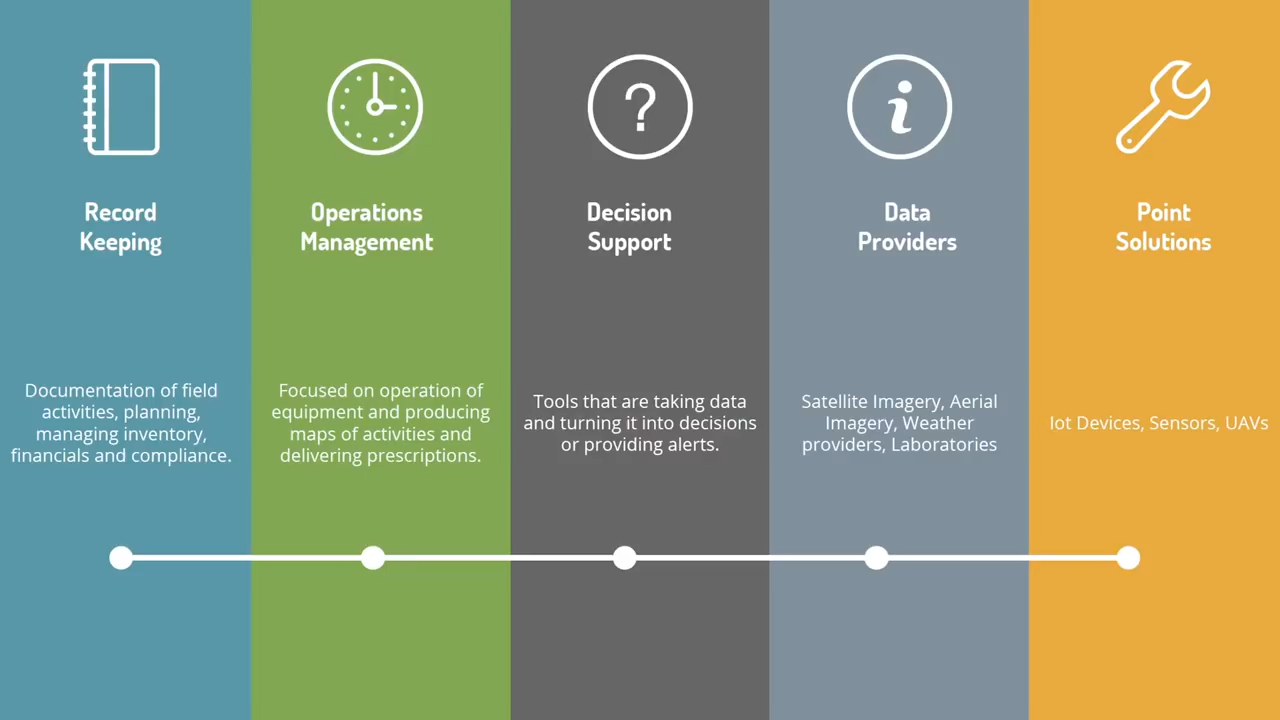 Record
Keeping
Operations
Management
Decision
Support
Data
Providers
Point
Solutions
Documentation of field
activities, planning,
managing inventory,
financials and compliance.
Focused on operation of
equipment and producing
maps of activities and
delivering prescriptions.
Tools that are taking data
and turning it into decisions
or providing alerts.
Satellite Imagery, Aerial
Imagery, Weather
providers, Laboratories
Iot Devices, Sensors, UAVs